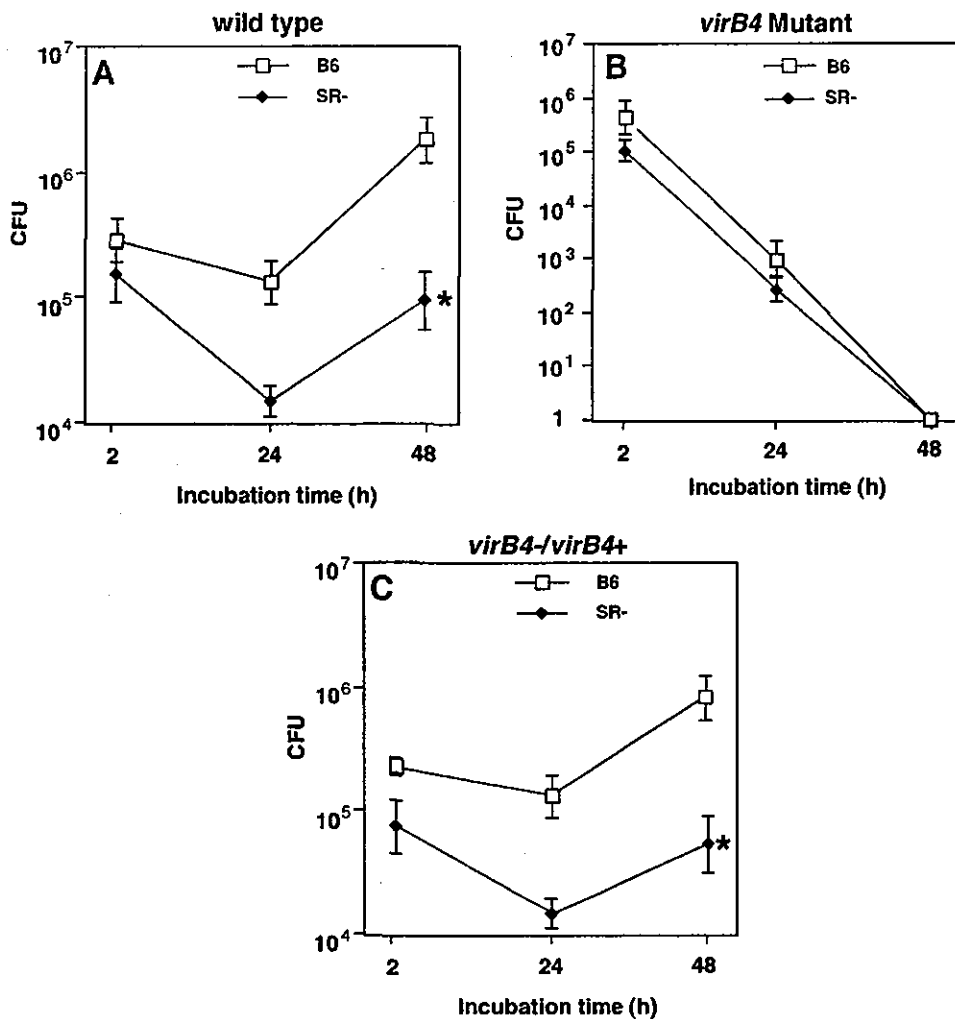 wild type
A
B6
SR-
10^7
10^6
10^5
10^4
CFU
*
2 24 48
Incubation time (h)
virB4 Mutant
B
B6
SR-
10^7
10^6
10^5
10^4
10^3
10^2
10^1
1
CFU
2 24 48
Incubation time (h)
virB4-/virB4+
C
B6
SR-
10^7
10^6
10^5
10^4
CFU
*
2 24 48
Incubation time (h)